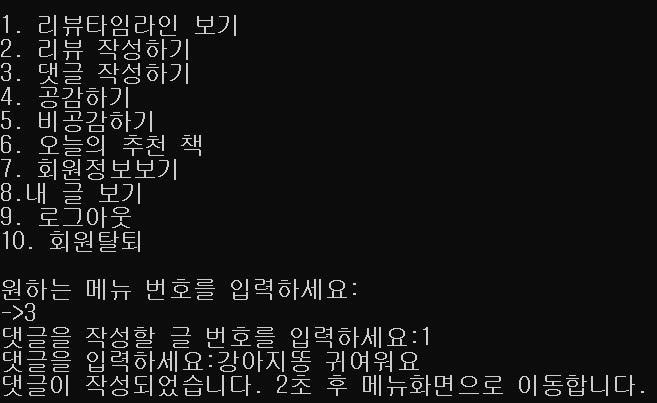 1. 리뷰타임라인 보기
2. 리뷰 작성하기
3. 댓글 작성하기
4. 공감하기
5. 비공감하기
6. 오늘의 추천 책
7. 회원정보보기
8.내 글 보기
9. 로그아웃
10. 회원탈퇴
원하는 메뉴 번호를 입력하세요:
->3
댓글을 작성할 글 번호를 입력하세요:1
댓글을 입력하세요:강아지똥 귀여워요
댓글이 작성되었습니다. 2초 후 메뉴화면으로 이동합니다.